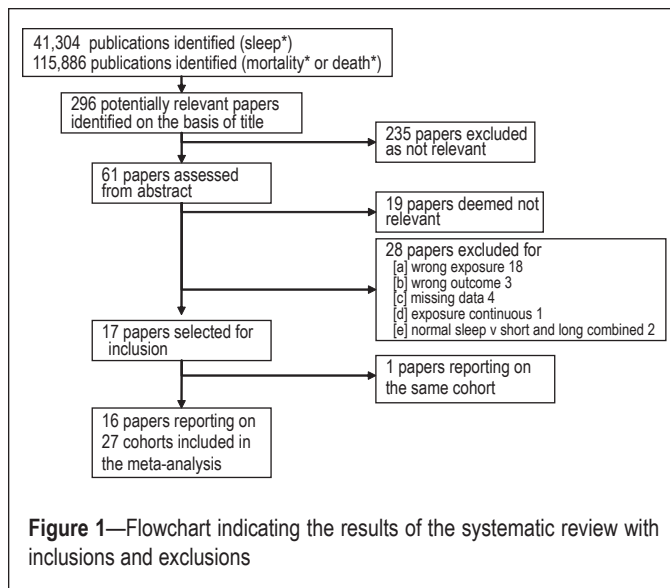 41,304 publications identified (sleep*)
115,886 publications identified (mortality* or death*)
296 potentially relevant papers
identified on the basis of title
235 papers excluded
as not relevant
61 papers assessed
from abstract
19 papers deemed not
relevant
28 papers excluded for
[a] wrong exposure 18
[b] wrong outcome 3
[c] missing data 4
[d] exposure continuous 1
[e] normal sleep v short and long combined 2
17 papers selected for
inclusion
1 papers reporting on
the same cohort
16 papers reporting on
27 cohorts included in
the meta-analysis
Figure 1—Flowchart indicating the results of the systematic review with
inclusions and exclusions